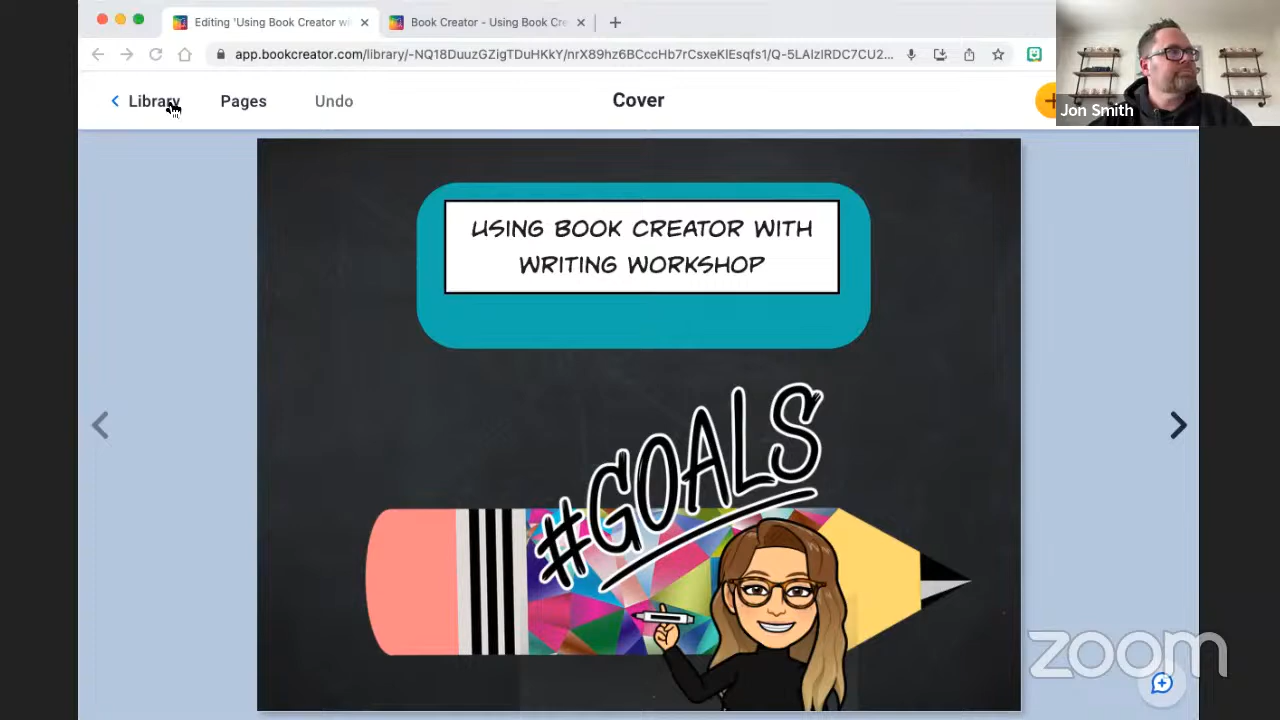 Editing 'Using Book Creator wi
Book Creator - Using Book Cre
app.bookcreator.com/library/-NQ18DuuzGZigTDuHKkY/nrX89hz6BCccHb7rCsxeKlEsqfs1/Q-5LAIzIRDC7CU2...
Library
Pages
Undo
Cover
Jon Smith
USING BOOK CREATOR WITH
WRITING WORKSHOP
#GOALS
zoom